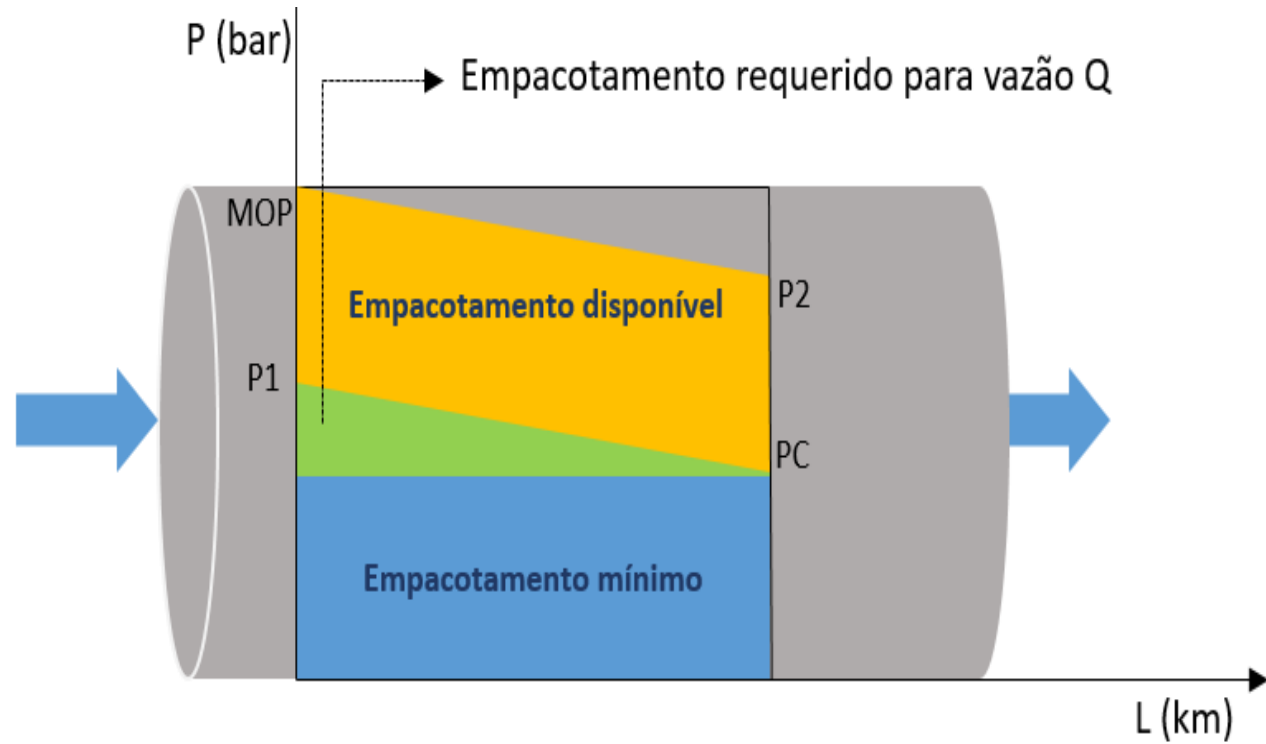 P (bar)
Empacotamento requerido para vazão Q
MOP
P2
Empacotamento disponível
P1
PC
Empacotamento mínimo
L (km)